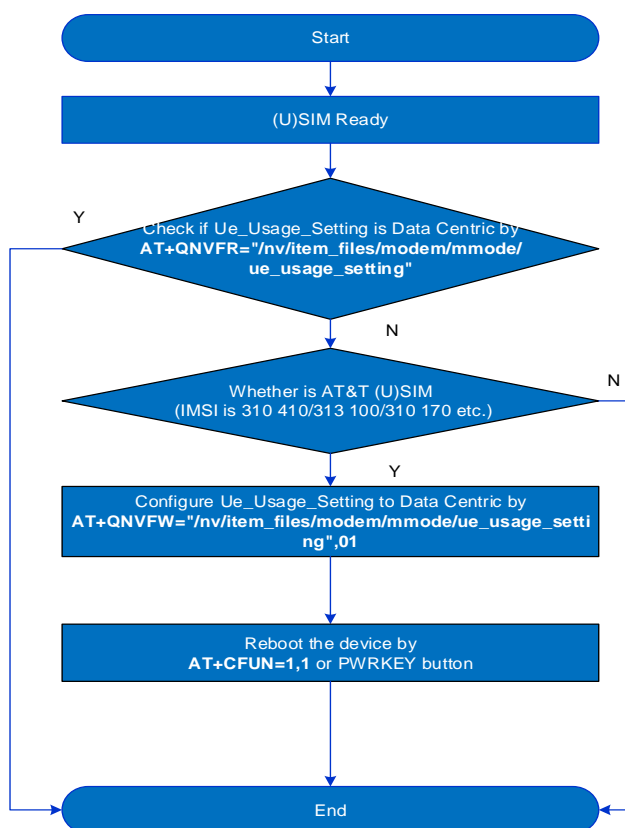 Start
(U)SIM Ready
Y
Check if Ue_Usage_Setting is Data Centric by
AT+QNVFR="/nv/item_files/modem/mmode/
ue_usage_setting"
N
Whether is AT&T (U)SIM
(IMSI is 310 410/313 100/310 170 etc.)
N
Y
Configure Ue_Usage_Setting to Data Centric by
AT+QNVFW="/nv/item_files/modem/mmode/ue_usage_setti
ng",01
Reboot the device by
AT+CFUN=1,1 or PWRKEY button
End